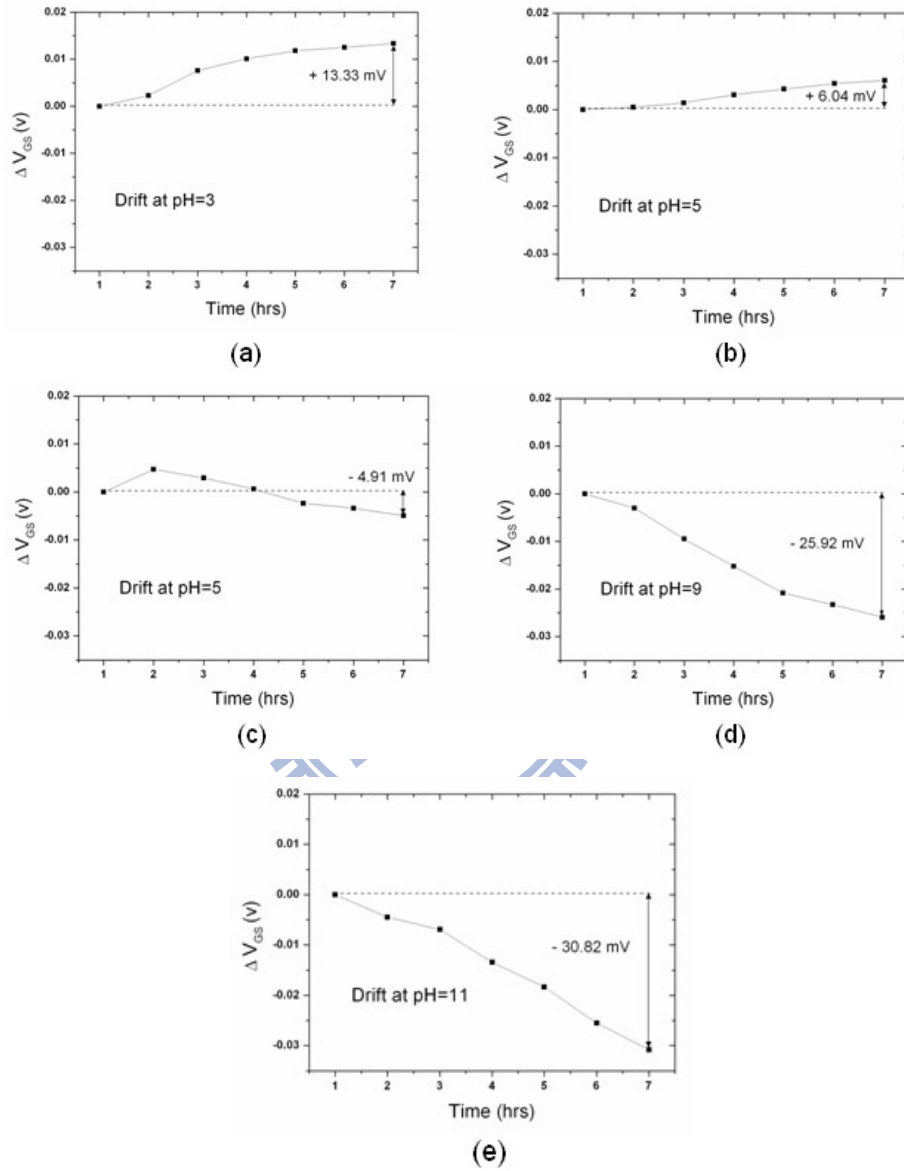 0.02
0.01
0.00
-0.01
-0.02
-0.03
Δ VGS (v)
+ 13.33 mV
Drift at pH=3
1 2 3 4 5 6 7
Time (hrs)
(a)
0.02
0.01
0.00
-0.01
-0.02
-0.03
Δ VGS (v)
+ 6.04 mV
Drift at pH=5
1 2 3 4 5 6 7
Time (hrs)
(b)
0.02
0.01
0.00
-0.01
-0.02
-0.03
Δ VGS (v)
- 4.91 mV
Drift at pH=5
1 2 3 4 5 6 7
Time (hrs)
(c)
0.02
0.01
0.00
-0.01
-0.02
-0.03
Δ VGS (v)
- 25.92 mV
Drift at pH=9
1 2 3 4 5 6 7
Time (hrs)
(d)
0.02
0.01
0.00
-0.01
-0.02
-0.03
Δ VGS (v)
- 30.82 mV
Drift at pH=11
1 2 3 4 5 6 7
Time (hrs)
(e)